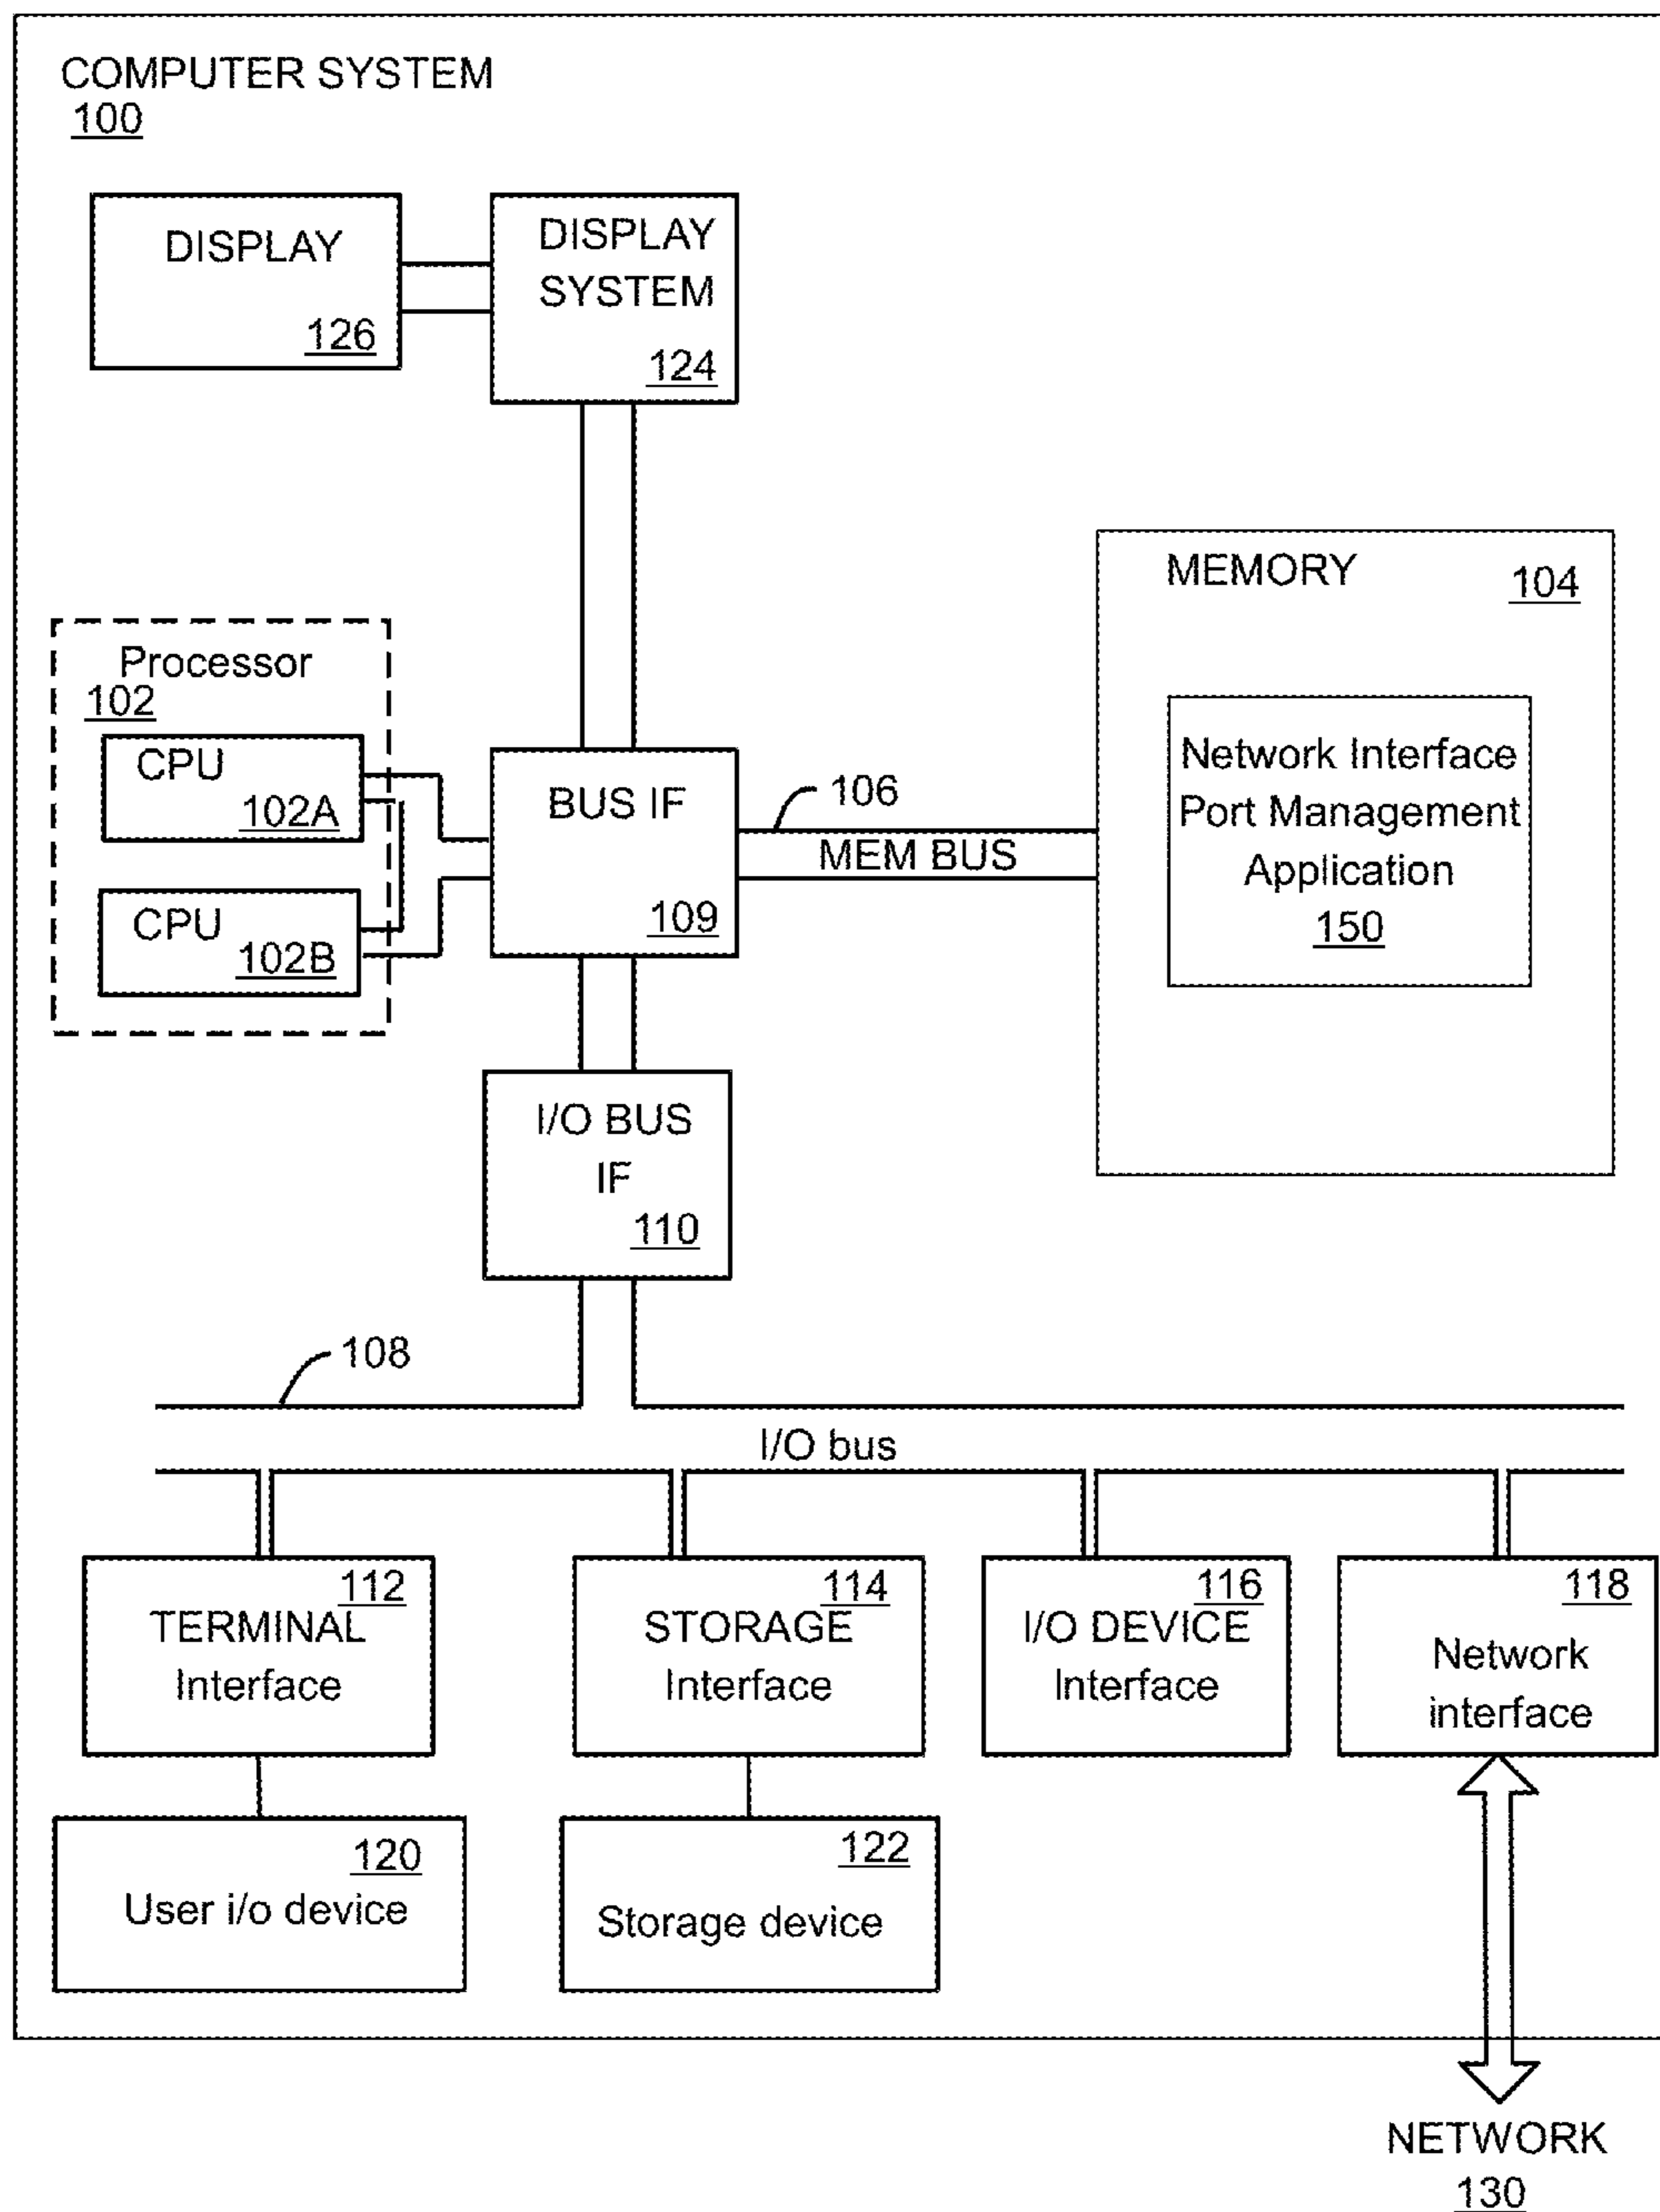 COMPUTER SYSTEM
100
DISPLAY
126
DISPLAY
SYSTEM
124
MEMORY
104
Processor
102
CPU
102A
CPU
102B
BUS IF
109
106
MEM BUS
Network Interface
Port Management
Application
150
I/O BUS
IF
110
108
I/O bus
112
TERMINAL
Interface
114
STORAGE
Interface
116
I/O DEVICE
Interface
118
Network
interface
120
User i/o device
122
Storage device
NETWORK
130